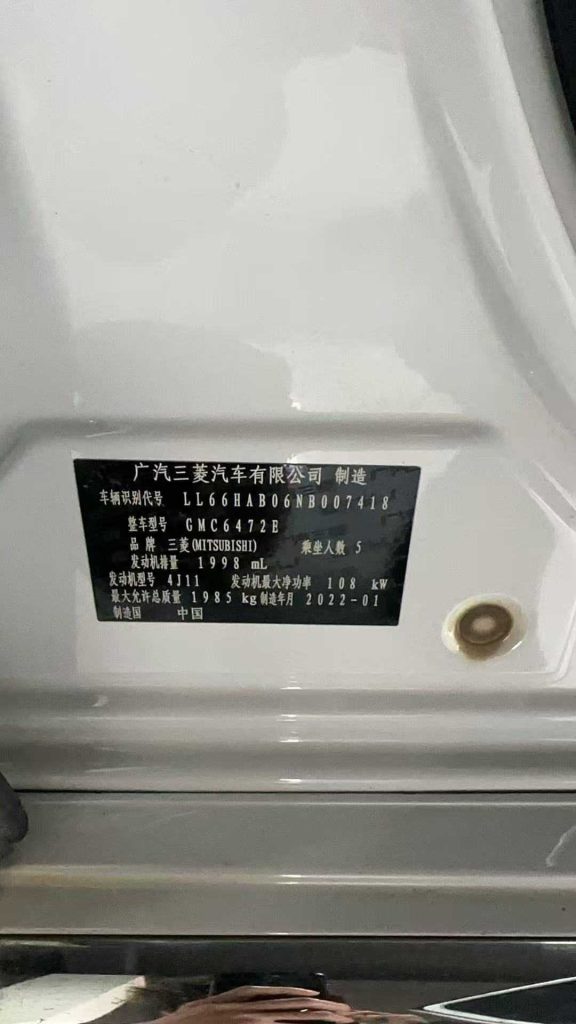 广汽三菱汽车有限公司 制造
车辆识别代号 LL66HAB06NB007418
整车型号 GMC6472E
品 牌 三菱(MITSUBISHI) 乘坐人数 5
发动机排量 1998 mL
发动机型号 4J11 发动机最大净功率 108 kW
最大允许总质量 1985 kg 制造年月 2022-01
制造国 中国